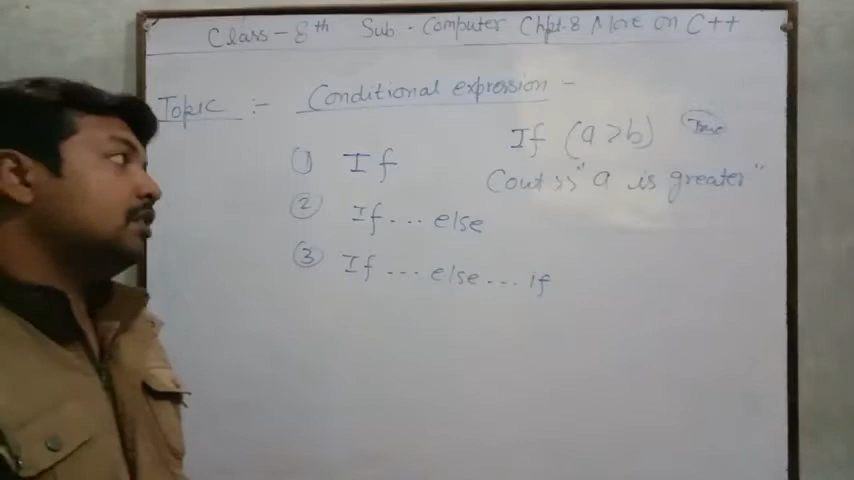 Class - 8th Sub - Computer Chpt-8 More on C++
Topic :- Conditional expression -
① If
② If ... else
③ If ... else ... if
If (a > b) True
Cout >> "a is greater"